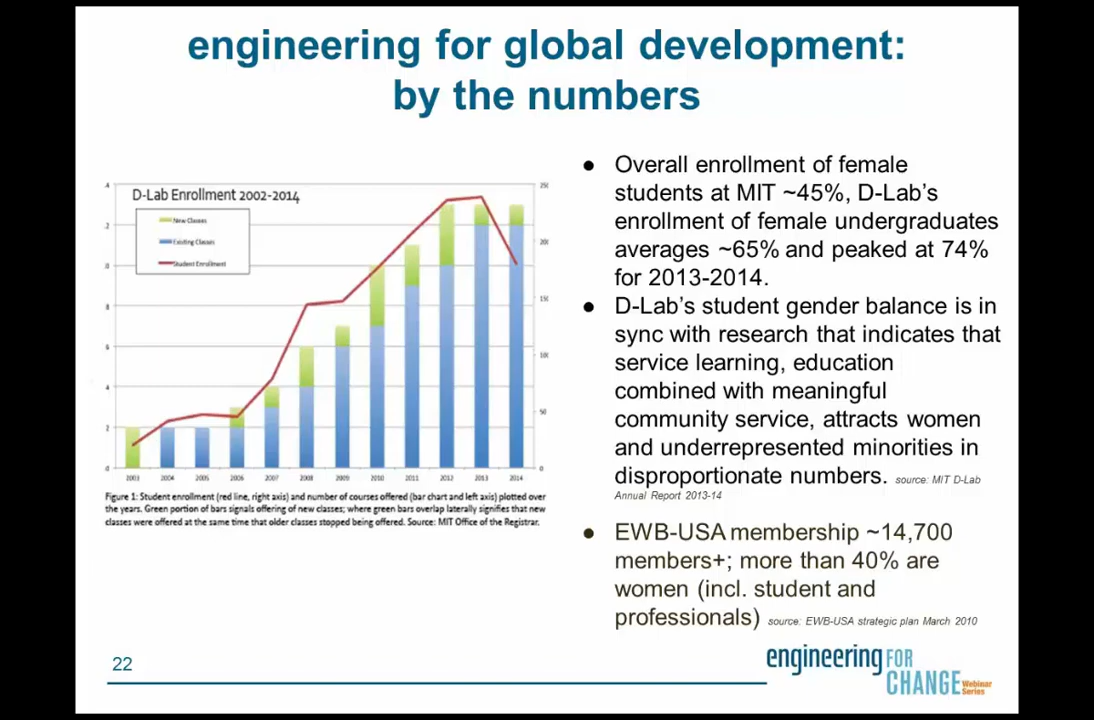 engineering for global development:
by the numbers
D-Lab Enrollment 2002-2014
New Classes
Existing Classes
Student Enrollment
2
4
6
8
0
50
100
2003 2004 2005 2006 2007 2008 2009 2010 2011 2012 2013 2014
Figure 1: Student enrollment (red line, right axis) and number of courses offered (bar chart and left axis) plotted over
the years. Green portion of bars signals offering of new classes; where green bars overlap laterally signifies that new
classes were offered at the same time that older classes stopped being offered. Source: MIT Office of the Registrar.
● Overall enrollment of female
students at MIT ~45%, D-Lab’s
enrollment of female undergraduates
averages ~65% and peaked at 74%
for 2013-2014.
● D-Lab’s student gender balance is in
sync with research that indicates that
service learning, education
combined with meaningful
community service, attracts women
and underrepresented minorities in
disproportionate numbers. source: MIT D-Lab
Annual Report 2013-14
● EWB-USA membership ~14,700
members+; more than 40% are
women (incl. student and
professionals) source: EWB-USA strategic plan March 2010
22
engineering FOR
CHANGE Webinar
Series